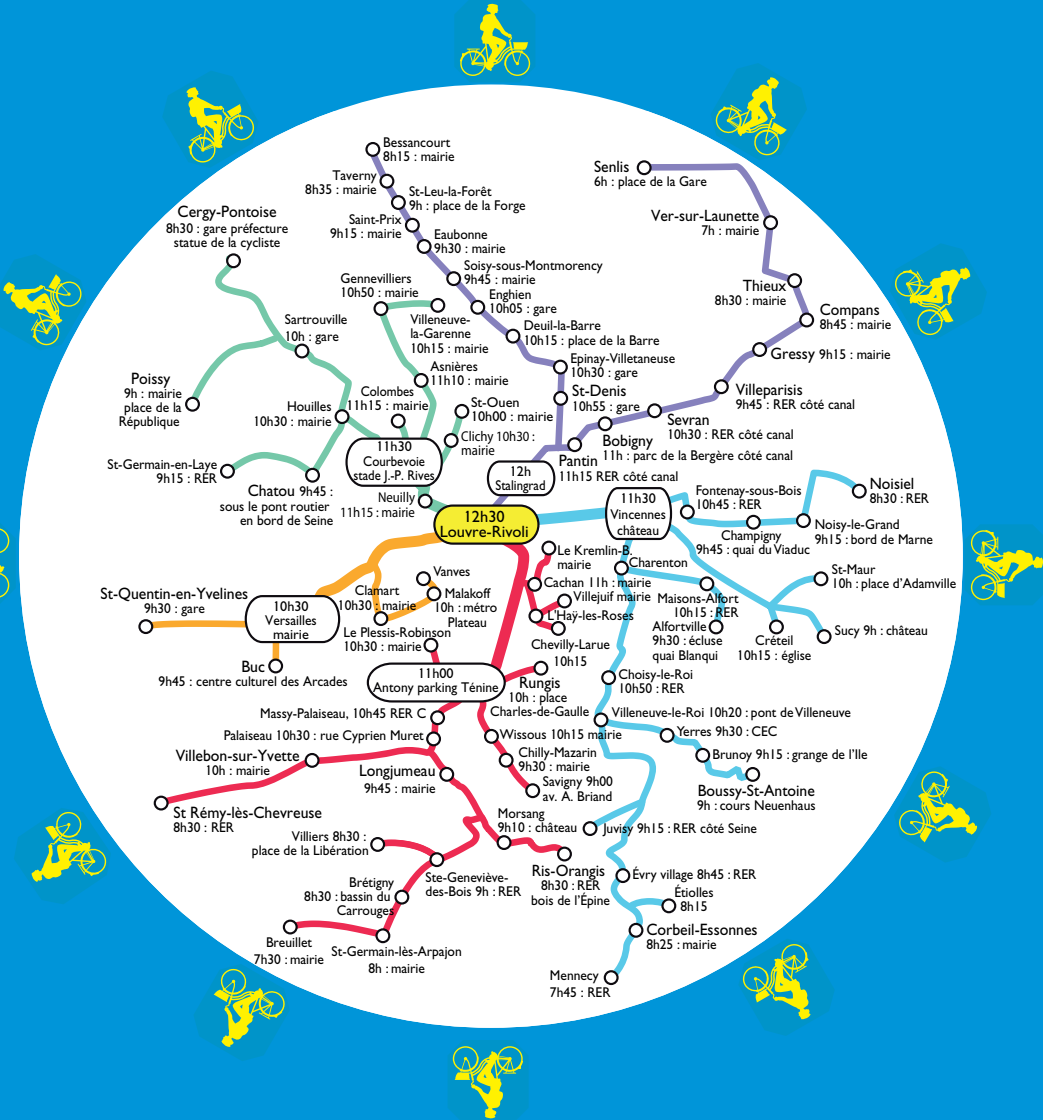 Bessancourt
8h15 : mairie
Taverny
8h35 : mairie
St-Leu-la-Forêt
9h : place de la Forge
Saint-Prix
9h15 : mairie
Eaubonne
9h30 : mairie
Soisy-sous-Montmorency
9h45 : mairie
Enghien
10h05 : gare
Deuil-la-Barre
10h15 : place de la Barre
Epinay-Villetaneuse
10h30 : gare
St-Denis
10h55 : gare
Senlis
6h : place de la Gare
Ver-sur-Launette
7h : mairie
Thieux
8h30 : mairie
Compans
8h45 : mairie
Gressy 9h15 : mairie
Villeparisis
9h45 : RER côté canal
Sevran
10h30 : RER côté canal
Bobigny
11h : parc de la Bergère côté canal
Pantin
11h15 RER côté canal
12h
Stalingrad
Cergy-Pontoise
8h30 : gare préfecture
statue de la cycliste
Gennevilliers
10h50 : mairie
Villeneuve-
la-Garenne
10h15 : mairie
Sartrouville
10h : gare
Asnières
11h10 : mairie
Poissy
9h : mairie
place de la
République
Colombes
11h15 : mairie
St-Ouen
10h00 : mairie
Houilles
10h30 : mairie
Clichy 10h30 :
mairie
11h30
Courbevoie
stade J.-P. Rives
St-Germain-en-Laye
9h15 : RER
Chatou 9h45 :
sous le pont routier
en bord de Seine
Neuilly
11h15 : mairie
12h30
Louvre-Rivoli
11h30
Vincennes
château
Fontenay-sous-Bois
10h45 : RER
Champigny
9h45 : quai du Viaduc
Noisiel
8h30 : RER
Noisy-le-Grand
9h15 : bord de Marne
Charenton
St-Maur
10h : place d'Adamville
Maisons-Alfort
10h15 : RER
Alfortville
9h30 : écluse
quai Blanqui
Créteil
10h15 : église
Sucy 9h : château
Le Kremlin-B.
mairie
Cachan 11h : mairie
Villejuif mairie
L'Haÿ-les-Roses
Chevilly-Larue
10h15
Vanves
Clamart
10h30 : mairie
Malakoff
10h : métro
Plateau
St-Quentin-en-Yvelines
9h30 : gare
10h30
Versailles
mairie
Buc
9h45 : centre culturel des Arcades
Le Plessis-Robinson
10h30 : mairie
11h00
Antony parking Ténine
Rungis
10h : place
Charles-de-Gaulle
Choisy-le-Roi
10h50 : RER
Villeneuve-le-Roi 10h20 : pont de Villeneuve
Yerres 9h30 : CEC
Brunoy 9h15 : grange de l'Ile
Boussy-St-Antoine
9h : cours Neuenhaus
Massy-Palaiseau, 10h45 RER C
Palaiseau 10h30 : rue Cyprien Muret
Villebon-sur-Yvette
10h : mairie
Wissous 10h15 mairie
Chilly-Mazarin
9h30 : mairie
Savigny 9h00
av. A. Briand
Longjumeau
9h45 : mairie
St Rémy-lès-Chevreuse
8h30 : RER
Morsang
9h10 : château
Juvisy 9h15 : RER côté Seine
Villiers 8h30 :
place de la Libération
Ste-Geneviève-
des-Bois 9h : RER
Ris-Orangis
8h30 : RER
bois de l'Épine
Évry village 8h45 : RER
Étiolles
8h15
Brétigny
8h30 : bassin du
Carrouges
Breuillet
7h30 : mairie
St-Germain-lès-Arpajon
8h : mairie
Corbeil-Essonnes
8h25 : mairie
Mennecy
7h45 : RER